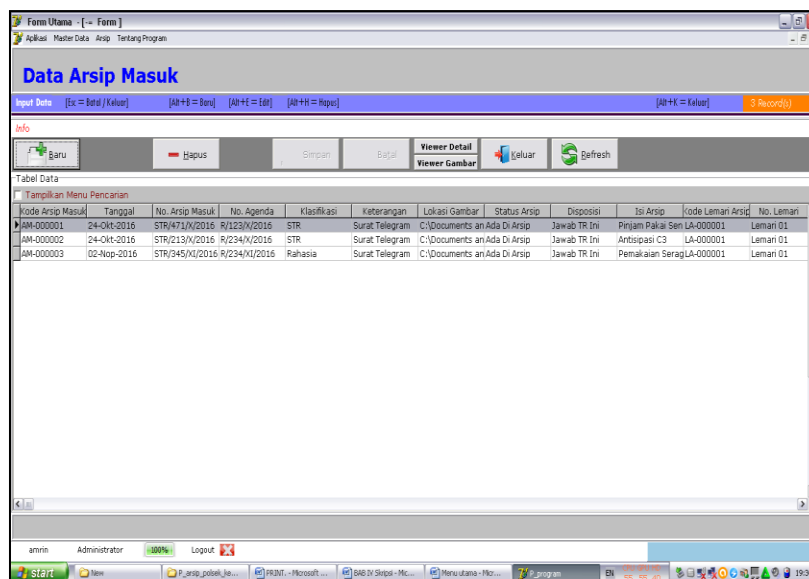 Form Utama - [-= Form ]
Aplikasi Master Data Arsip Tentang Program
Data Arsip Masuk
Input Data [Esc = Batal / Keluar] [Alt+B = Baru] [Alt+E = Edit] [Alt+H = Hapus] [Alt+K = Keluar] 3 Record(s)
Info
Baru Hapus Simpan Batal Viewer Detail Keluar Refresh
Viewer Gambar
Tabel Data
Tampilkan Menu Pencarian
Kode Arsip Masuk Tanggal No. Arsip Masuk No. Agenda Klasifikasi Keterangan Lokasi Gambar Status Arsip Disposisi Isi Arsip Kode Lemari Arsip No. Lemari
AM-000001 24-Okt-2016 STR/471/X/2016 R/123/X/2016 STR Surat Telegram C:\Documents an Ada Di Arsip Jawab TR Ini Pinjam Pakai Sen LA-000001 Lemari 01
AM-000002 24-Okt-2016 STR/213/X/2016 R/234/X/2016 STR Surat Telegram C:\Documents an Ada Di Arsip Jawab TR Ini Antisipasi C3 LA-000001 Lemari 01
AM-000003 02-Nop-2016 STR/345/XI/2016 R/234/XI/2016 Rahasia Surat Telegram C:\Documents an Ada Di Arsip Jawab TR Ini Pemakaian Serag LA-000001 Lemari 01
amrin Administrator 100% Logout
start New P_arsip_polsek_ke... PRINT. - Microsoft ... BAB IV Skripsi - Mic... Menu utama - Micr... P_program EN